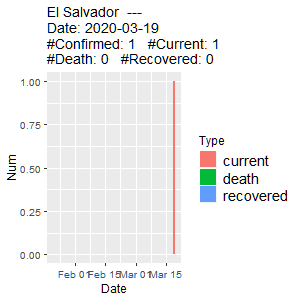 El Salvador  ---
Date: 2020-03-19
#Confirmed: 1   #Current: 1
#Death: 0   #Recovered: 0
1.00
0.75
0.50
0.25
0.00
Num
Feb 01 Feb 15 Mar 01 Mar 15
Date
Type
current
death
recovered